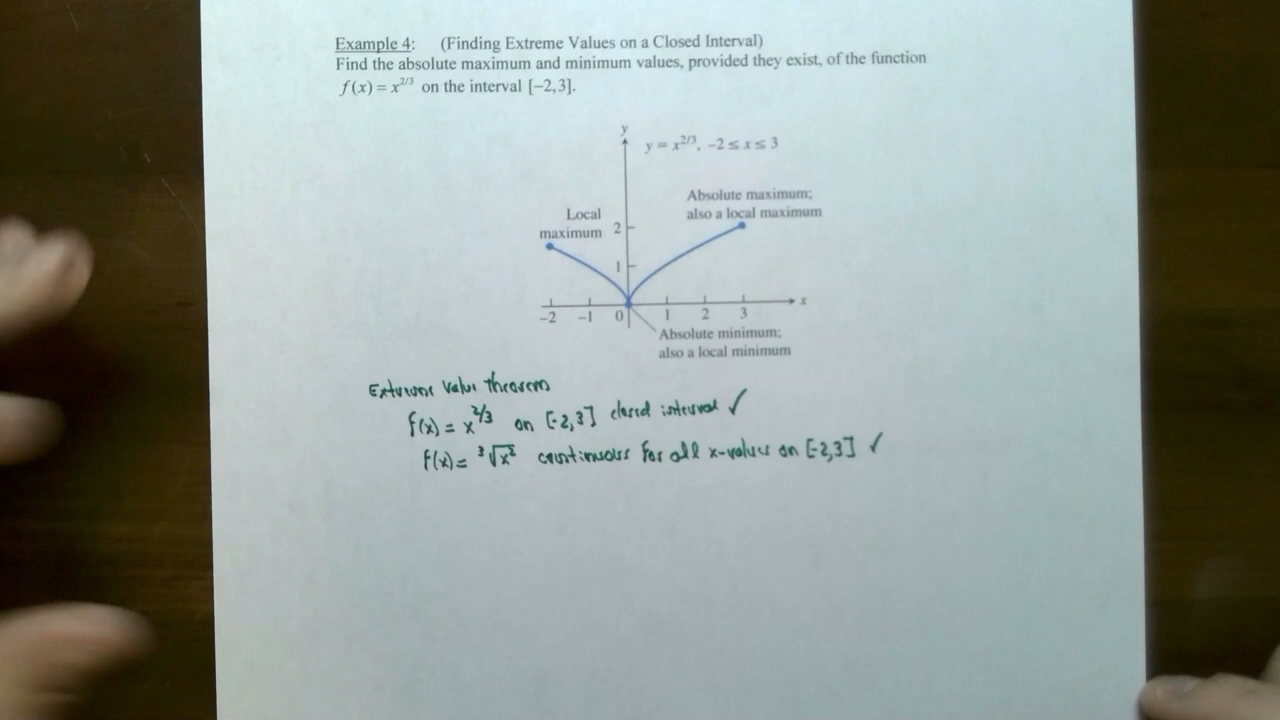 Example 4: (Finding Extreme Values on a Closed Interval)
Find the absolute maximum and minimum values, provided they exist, of the function
f(x) = x^{2/3} on the interval [−2,3].
y
y = x^{2/3}, −2 ≤ x ≤ 3
Absolute maximum;
also a local maximum
Local
maximum
2
1
x
−2 −1 0 1 2 3
Absolute minimum;
also a local minimum
Extreme Value Theorem
f(x) = x^{2/3} on [-2,3] closed interval ✓
f(x) = ³√x² continuous for all x-values on [-2,3] ✓